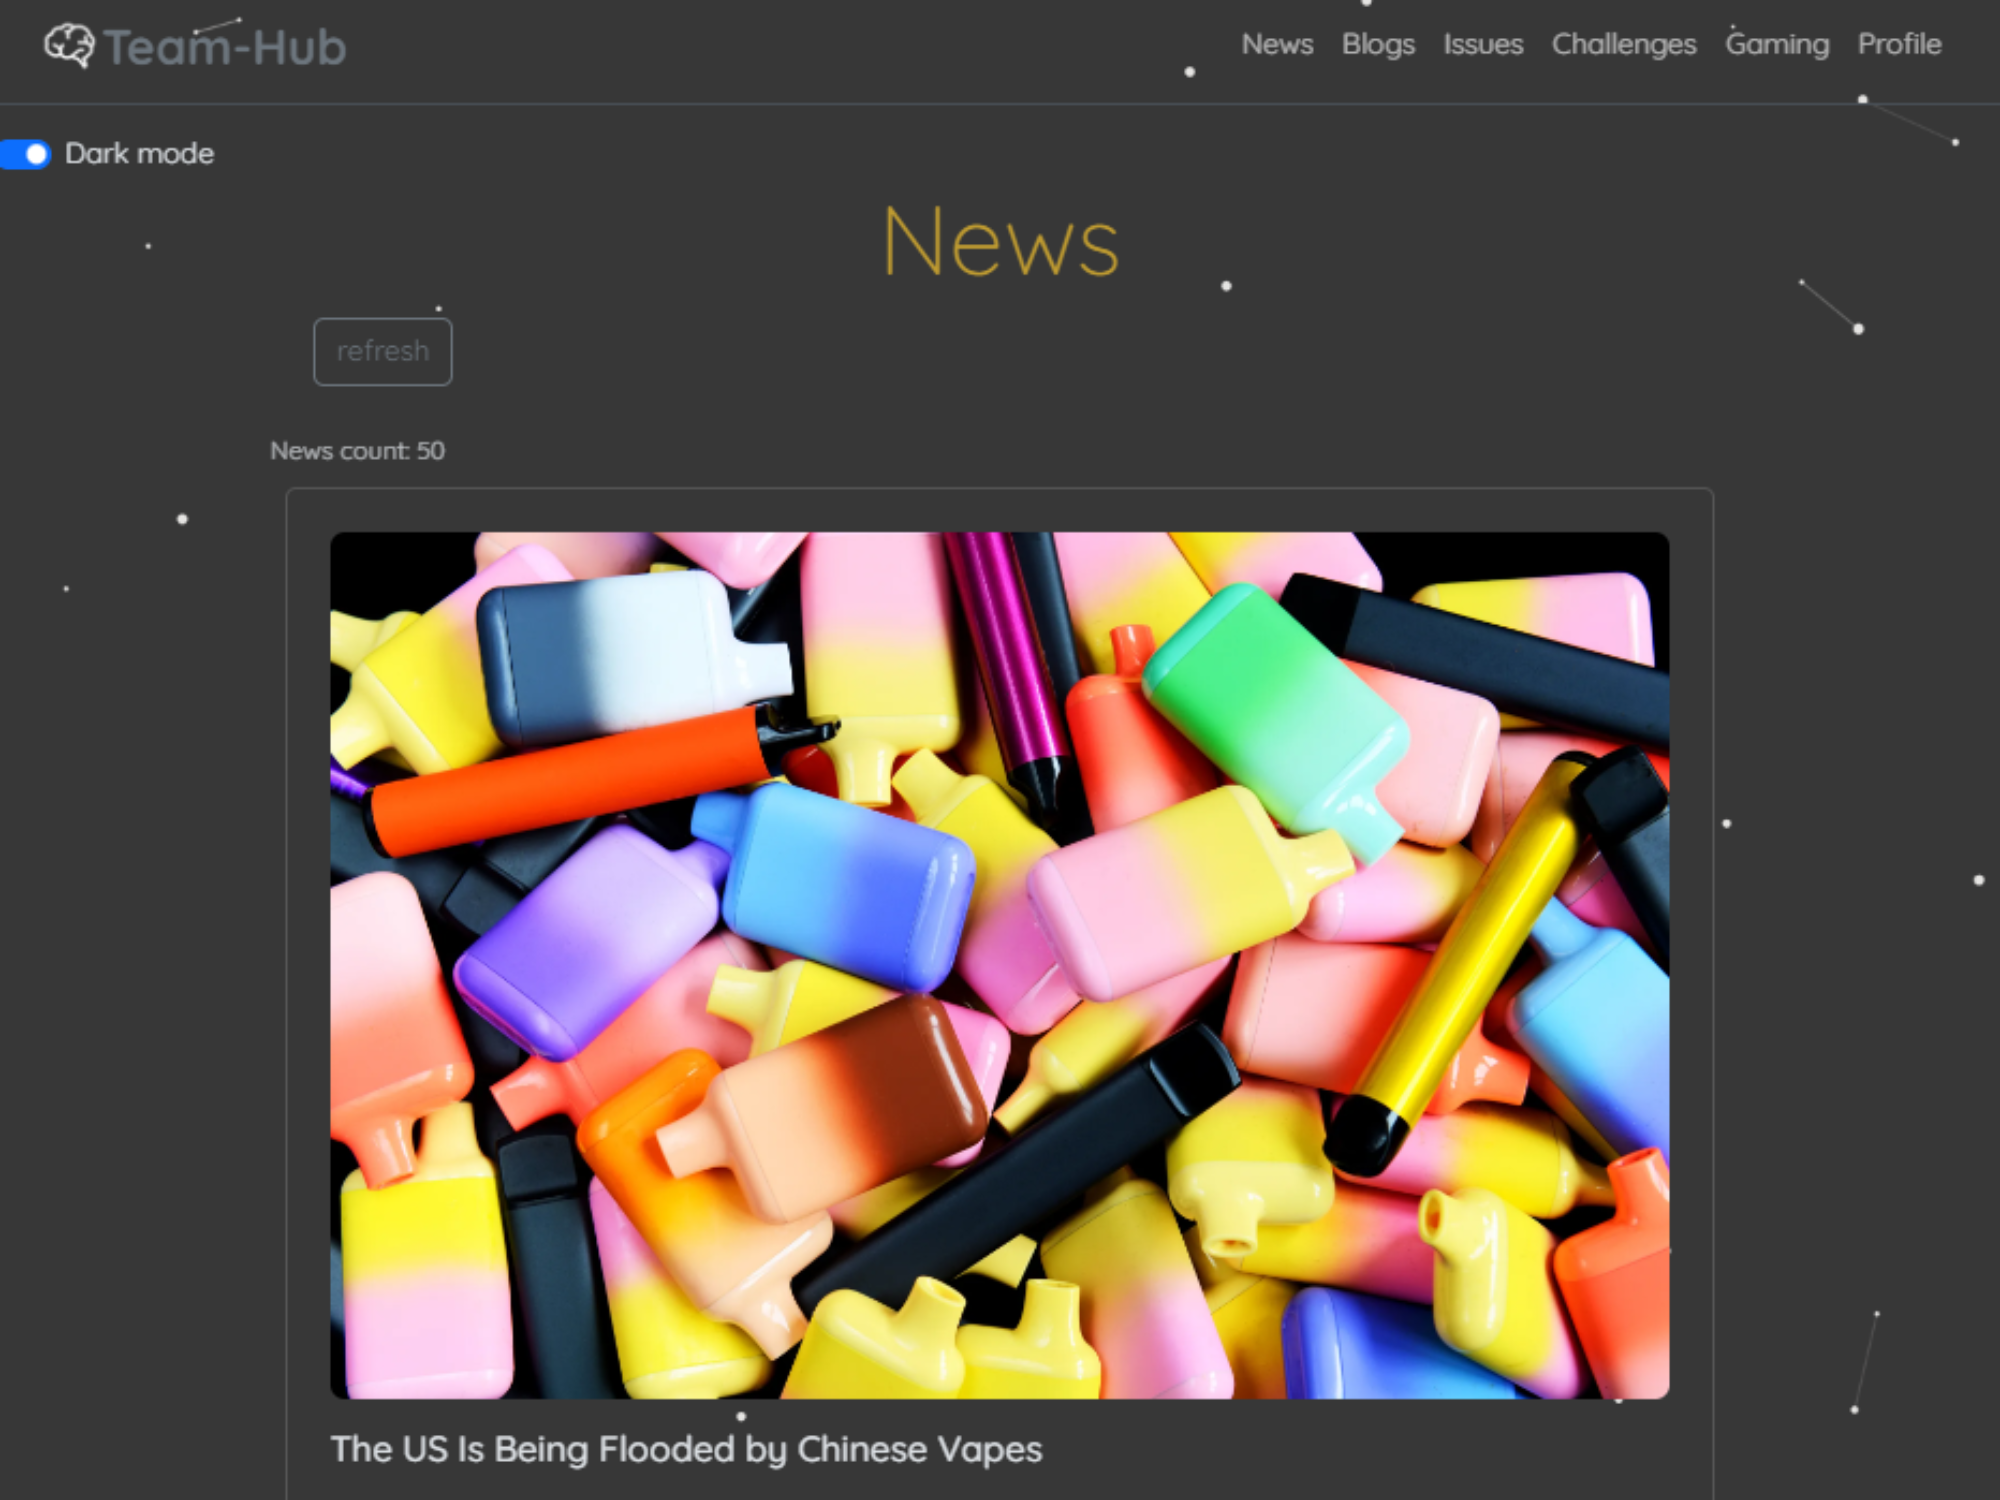 Team-Hub
News Blogs Issues Challenges Gaming Profile
Dark mode
News
refresh
News count: 50
The US Is Being Flooded by Chinese Vapes